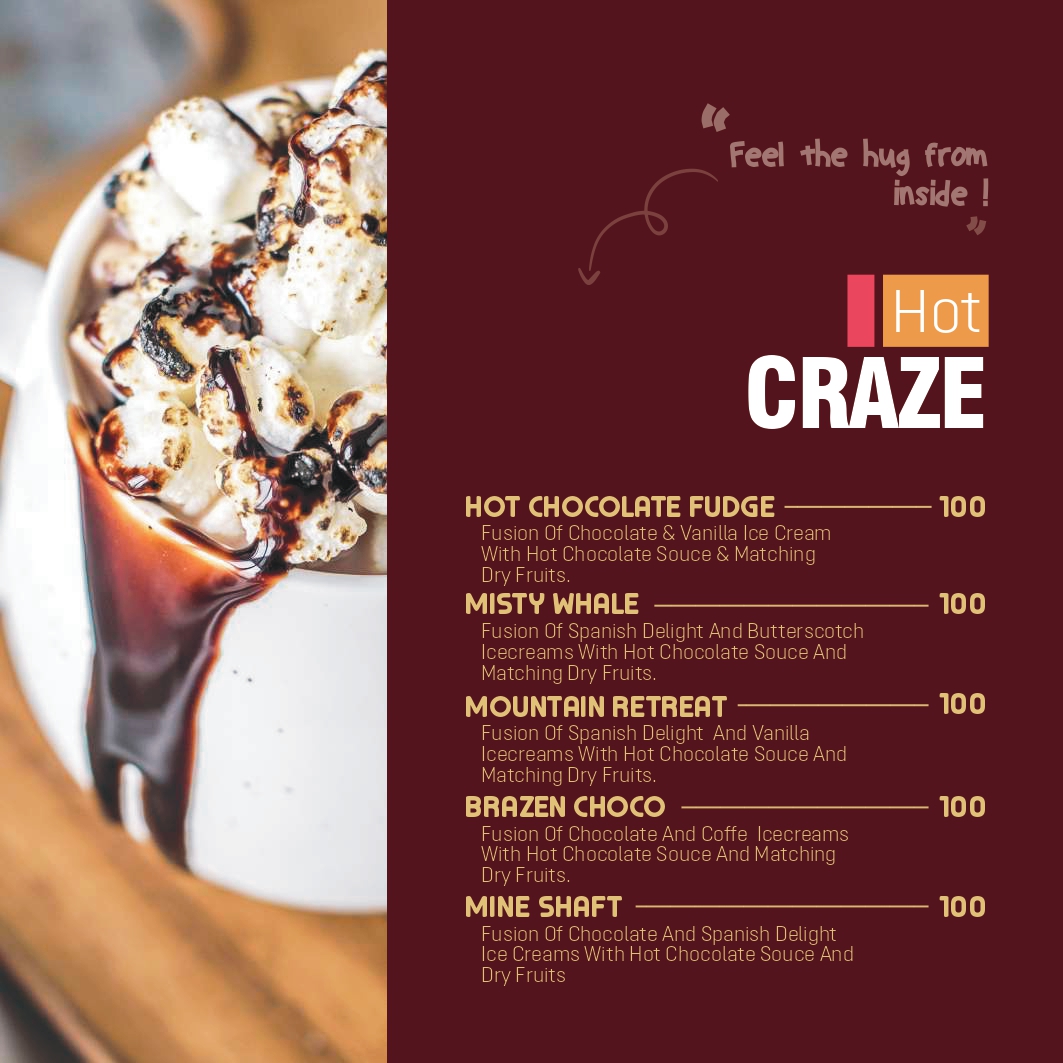 “
Feel the hug from
inside !
”
Hot
CRAZE
HOT CHOCOLATE FUDGE 100
Fusion Of Chocolate & Vanilla Ice Cream
With Hot Chocolate Souce & Matching
Dry Fruits.
MISTY WHALE 100
Fusion Of Spanish Delight And Butterscotch
Icecreams With Hot Chocolate Souce And
Matching Dry Fruits.
MOUNTAIN RETREAT 100
Fusion Of Spanish Delight And Vanilla
Icecreams With Hot Chocolate Souce And
Matching Dry Fruits.
BRAZEN CHOCO 100
Fusion Of Chocolate And Coffe Icecreams
With Hot Chocolate Souce And Matching
Dry Fruits.
MINE SHAFT 100
Fusion Of Chocolate And Spanish Delight
Ice Creams With Hot Chocolate Souce And
Dry Fruits